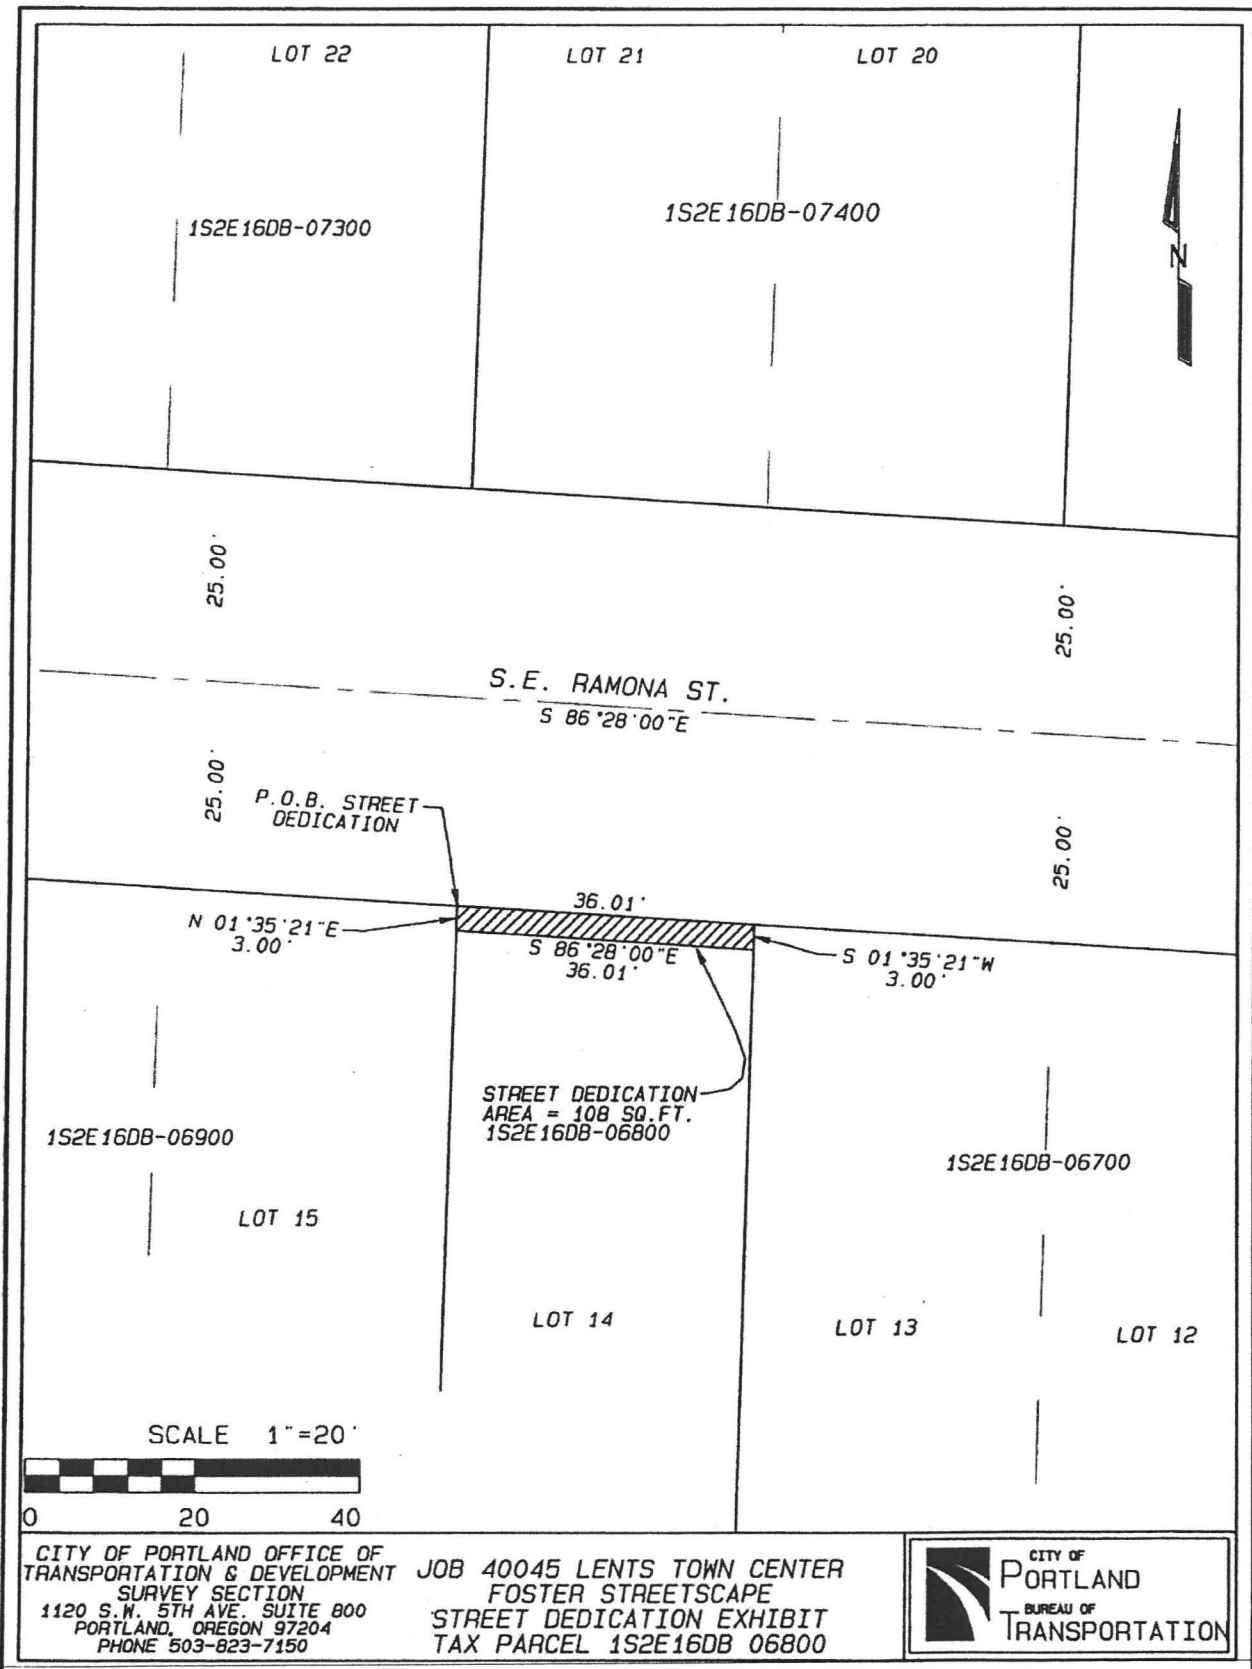 LOT 22
LOT 21
LOT 20
1S2E16DB-07300
1S2E16DB-07400
N
25.00'
25.00'
S.E. RAMONA ST.
S 86°28'00"E
25.00'
25.00'
P.O.B. STREET
DEDICATION
36.01'
N 01°35'21"E
3.00'
S 86°28'00"E
36.01'
S 01°35'21"W
3.00'
STREET DEDICATION
AREA = 108 SQ.FT.
1S2E16DB-06800
1S2E16DB-06900
1S2E16DB-06700
LOT 15
LOT 14
LOT 13
LOT 12
SCALE 1"=20'
0 20 40
CITY OF PORTLAND OFFICE OF
TRANSPORTATION & DEVELOPMENT
SURVEY SECTION
1120 S.W. 5TH AVE. SUITE 800
PORTLAND, OREGON 97204
PHONE 503-823-7150
JOB 40045 LENTS TOWN CENTER
FOSTER STREETSCAPE
STREET DEDICATION EXHIBIT
TAX PARCEL 1S2E16DB 06800
CITY OF
PORTLAND
BUREAU OF
TRANSPORTATION